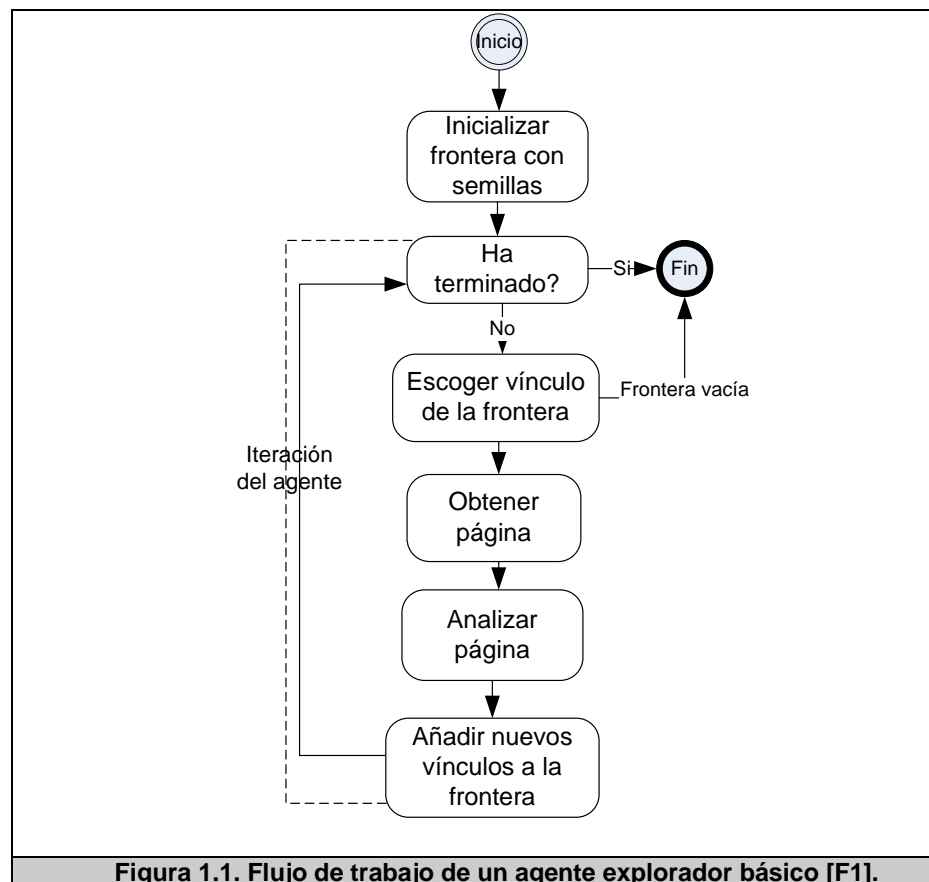 Inicio
Inicializar
frontera con
semillas
Ha
terminado?
Si
Fin
No
Escoger vínculo
de la frontera
Frontera vacía
Iteración
del agente
Obtener
página
Analizar
página
Añadir nuevos
vínculos a la
frontera
Figura 1.1. Flujo de trabajo de un agente explorador básico [F1].